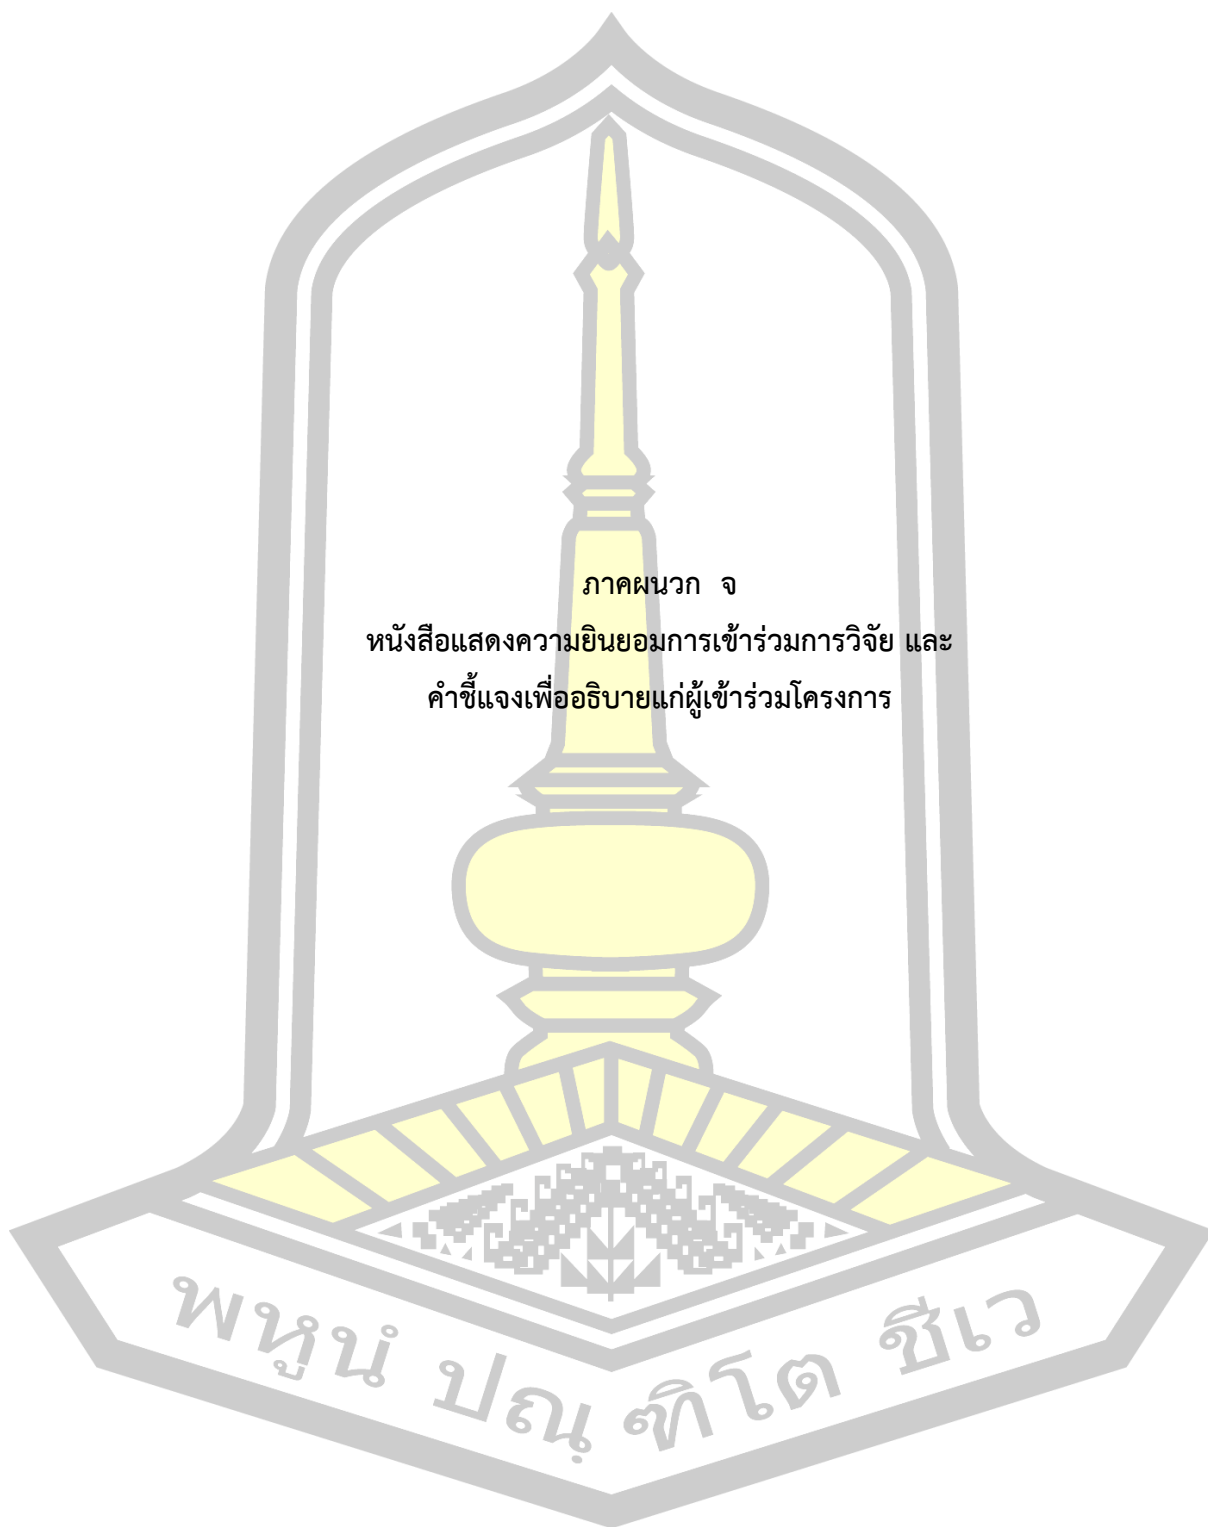 ภาคผนวก จ
หนังสือแสดงความยินยอมการเข้าร่วมการวิจัย และ
คำชี้แจงเพื่ออธิบายแก่ผู้เข้าร่วมโครงการ
พหูนํ ปณฺฑิโต ชีเว